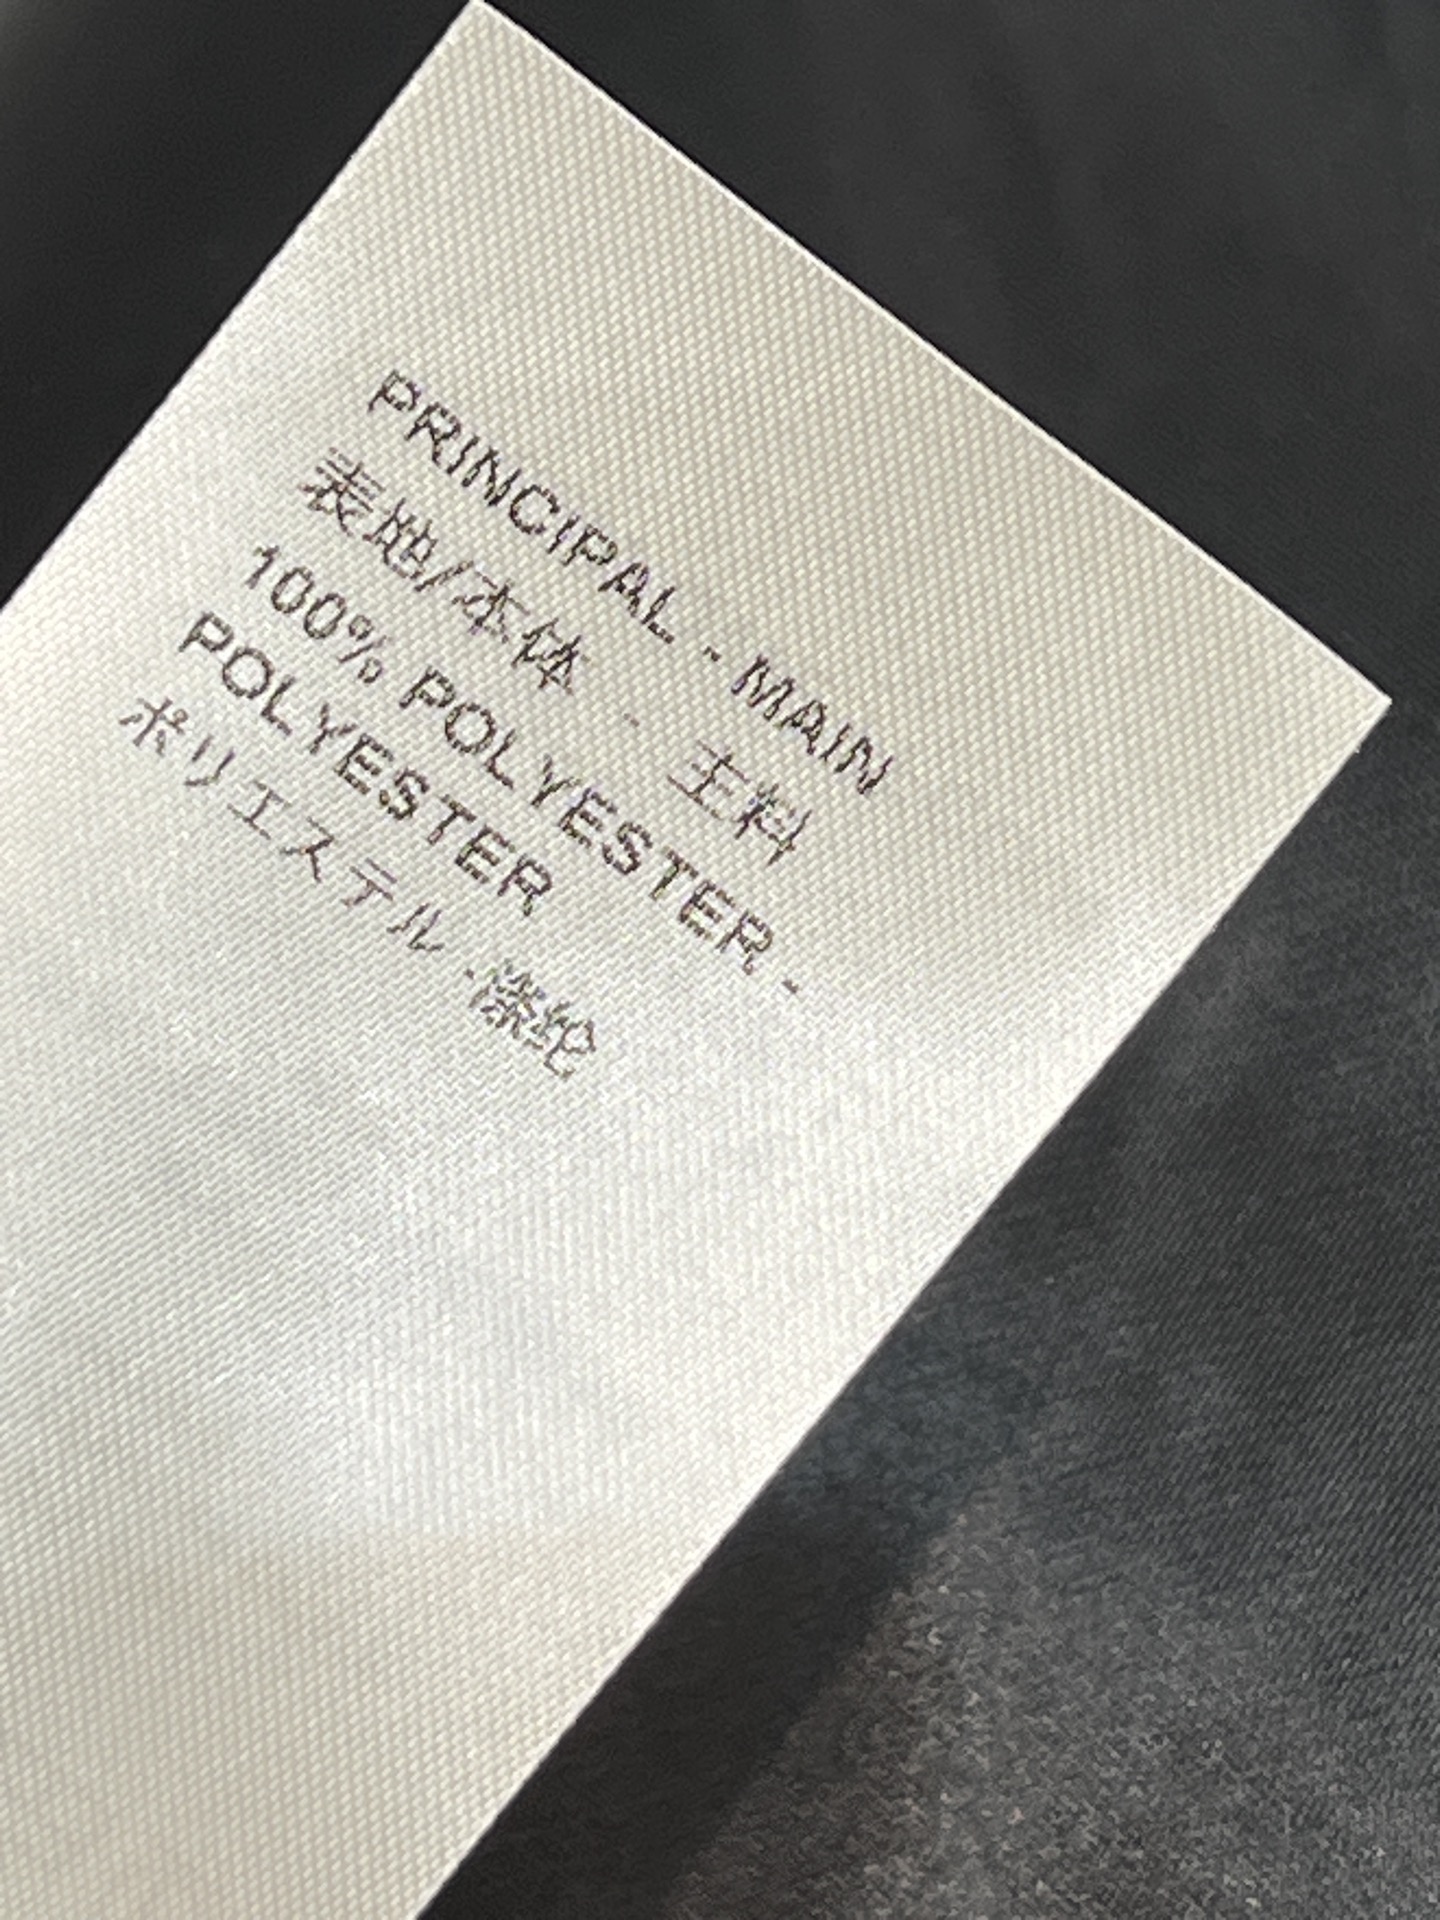 PRINCIPAL - MAIN
表地/本体 - 主料
100% POLYESTER -
POLYESTER
ポリエステル - 涤纶